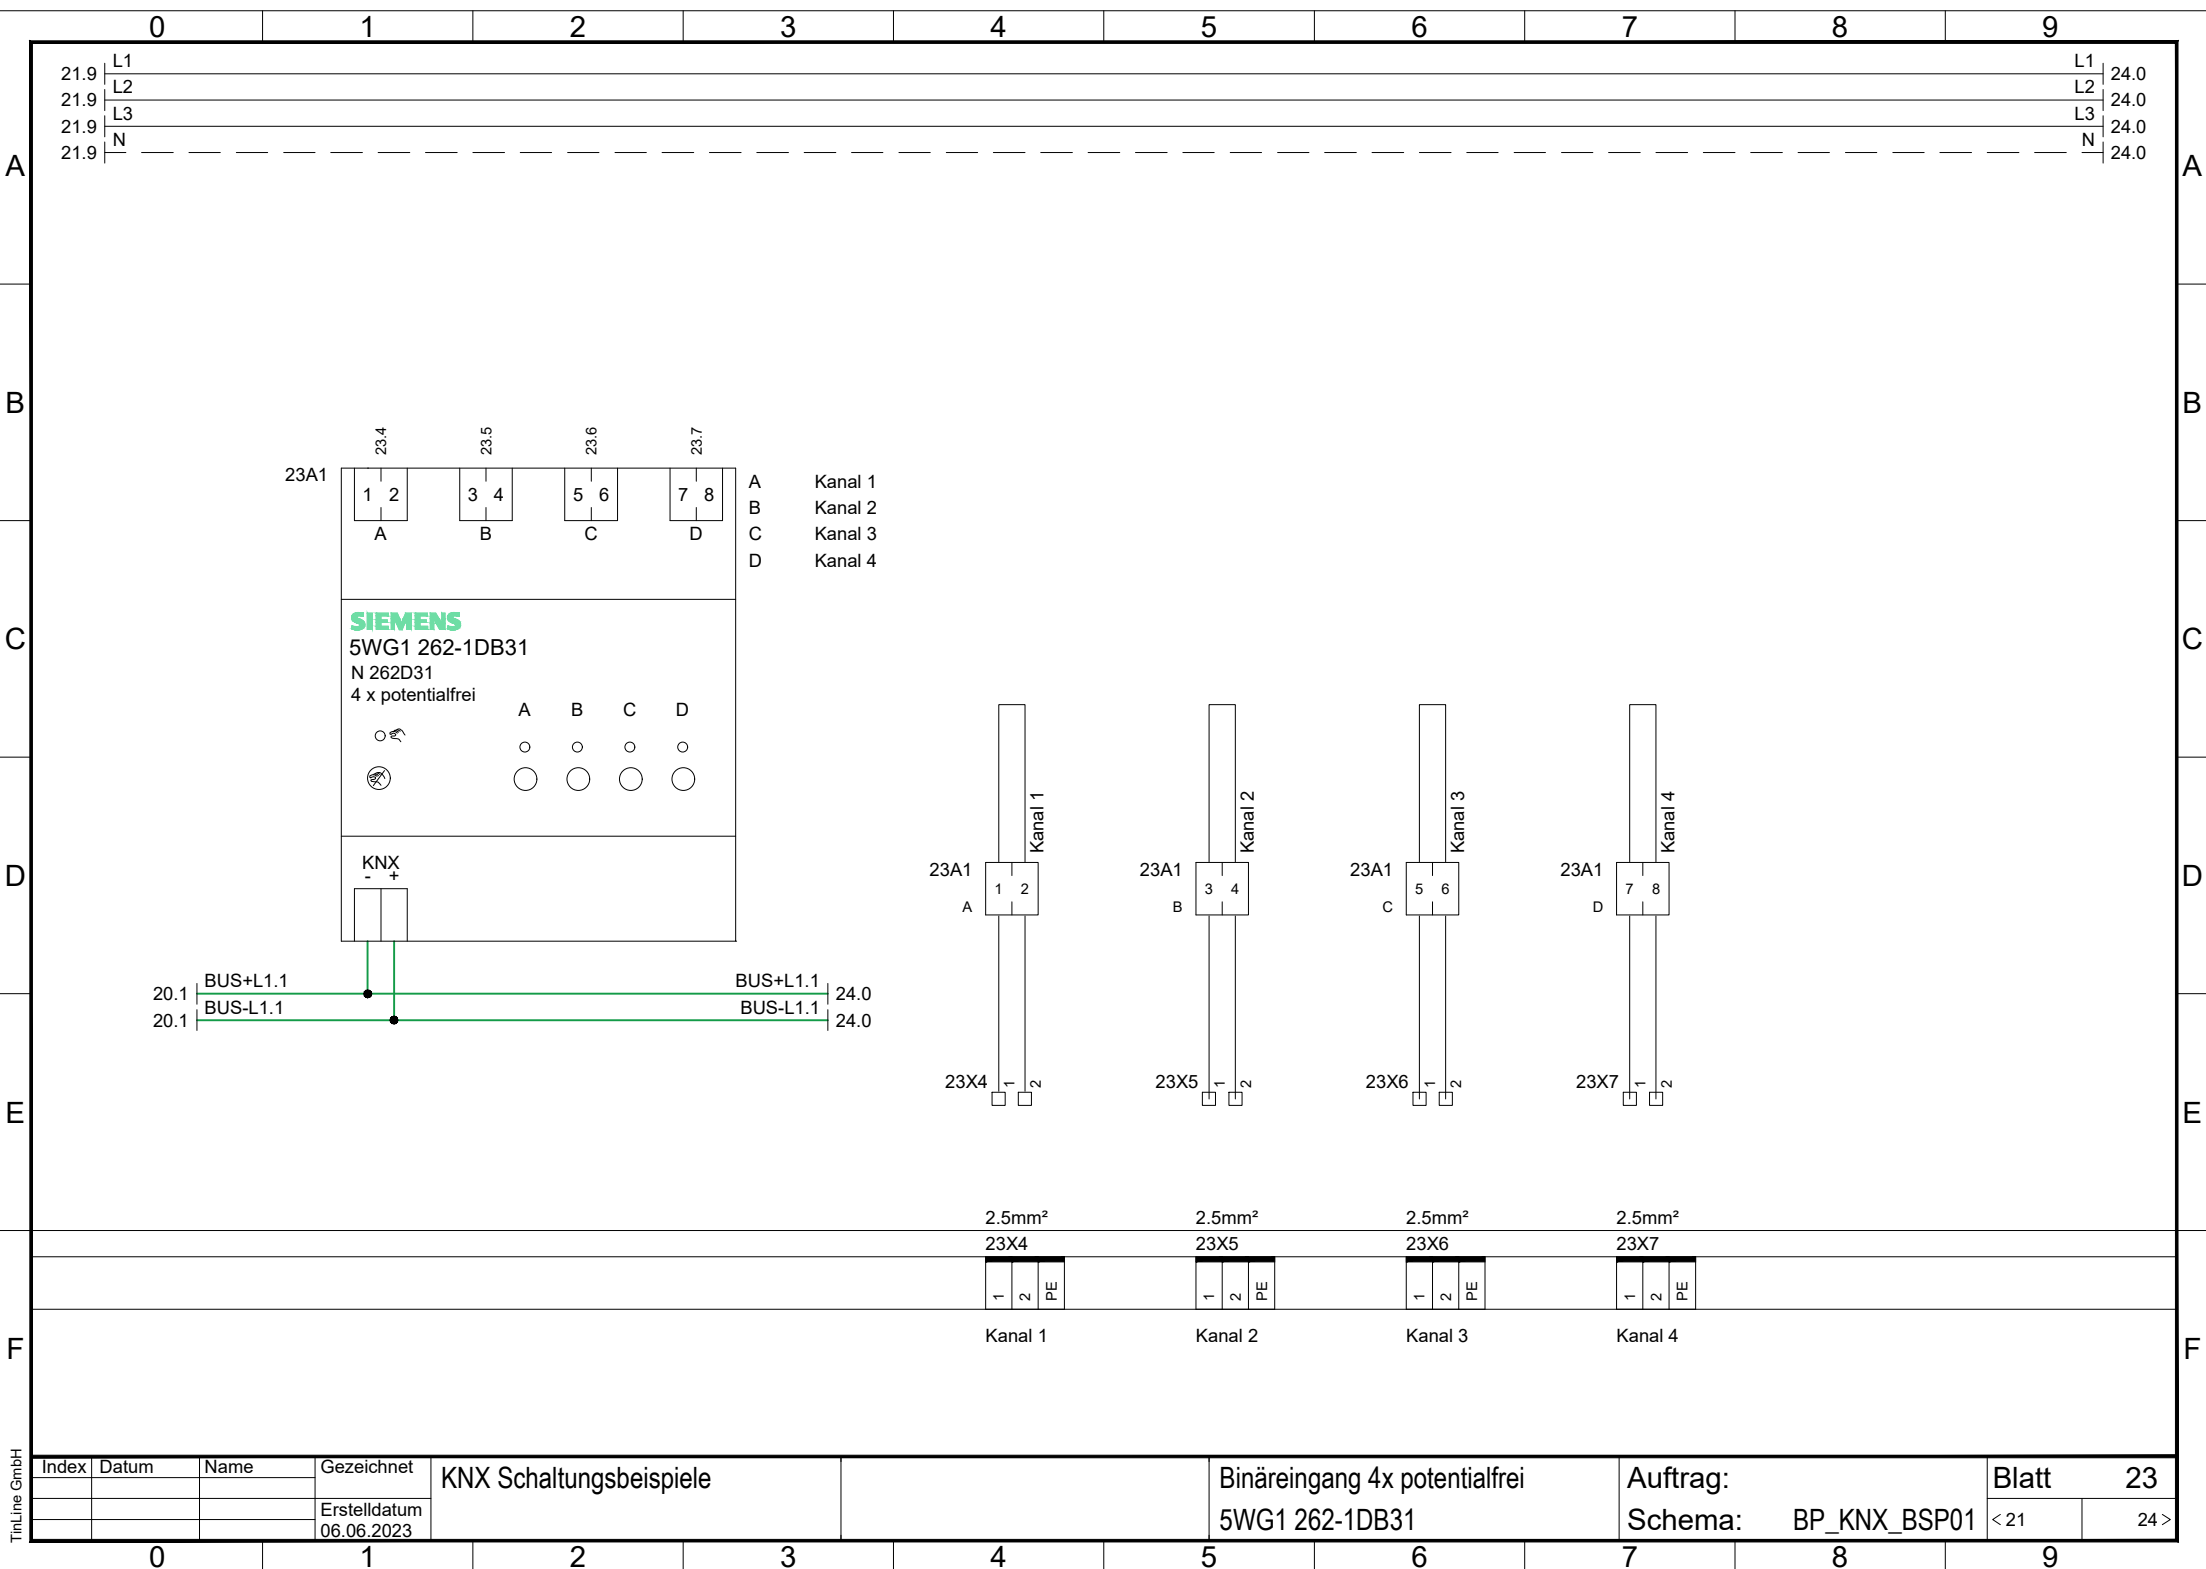 0 1 2 3 4 5 6 7 8 9
L1 L1
21.9 24.0
L2 L2
21.9 24.0
L3 L3
21.9 24.0
N N
21.9 24.0
A A
B B
23.4 23.5 23.6 23.7
23A1
1 2 3 4 5 6 7 8
A B C D
A Kanal 1
B Kanal 2
C Kanal 3
D Kanal 4
SIEMENS
5WG1 262-1DB31
N 262D31
4 x potentialfrei
A B C D
C C
KNX
- +
D D
Kanal 1 Kanal 2 Kanal 3 Kanal 4
23A1 23A1 23A1 23A1
1 2 3 4 5 6 7 8
A B C D
BUS+L1.1 BUS+L1.1
20.1 24.0
BUS-L1.1 BUS-L1.1
20.1 24.0
23X4 1 2 23X5 1 2 23X6 1 2 23X7 1 2
E E
2.5mm² 2.5mm² 2.5mm² 2.5mm²
23X4 23X5 23X6 23X7
1 2 PE 1 2 PE 1 2 PE 1 2 PE
Kanal 1 Kanal 2 Kanal 3 Kanal 4
F F
TinLine GmbH
Index Datum Name Gezeichnet
Erstelldatum
06.06.2023
KNX Schaltungsbeispiele
Binäreingang 4x potentialfrei
5WG1 262-1DB31
Auftrag:
Schema: BP_KNX_BSP01
Blatt 23
< 21 24 >
0 1 2 3 4 5 6 7 8 9